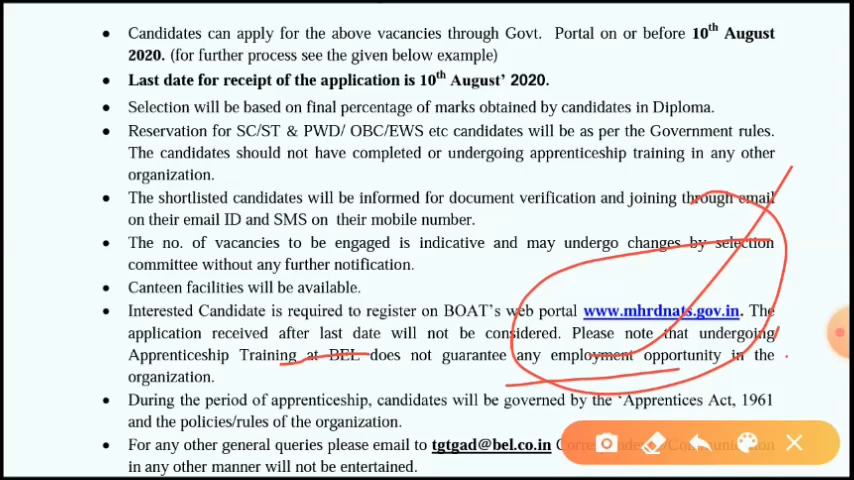 • Candidates can apply for the above vacancies through Govt. Portal on or before 10th August
2020. (for further process see the given below example)
• Last date for receipt of the application is 10th August’ 2020.
• Selection will be based on final percentage of marks obtained by candidates in Diploma.
• Reservation for SC/ST & PWD/ OBC/EWS etc candidates will be as per the Government rules.
The candidates should not have completed or undergoing apprenticeship training in any other
organization.
• The shortlisted candidates will be informed for document verification and joining through email
on their email ID and SMS on their mobile number.
• The no. of vacancies to be engaged is indicative and may undergo changes by selection
committee without any further notification.
• Canteen facilities will be available.
• Interested Candidate is required to register on BOAT’s web portal www.mhrdnats.gov.in. The
application received after last date will not be considered. Please note that undergoing
Apprenticeship Training at BEL does not guarantee any employment opportunity in the
organization.
• During the period of apprenticeship, candidates will be governed by the ‘Apprentices Act, 1961
and the policies/rules of the organization.
• For any other general queries please email to tgtgad@bel.co.in
in any other manner will not be entertained.